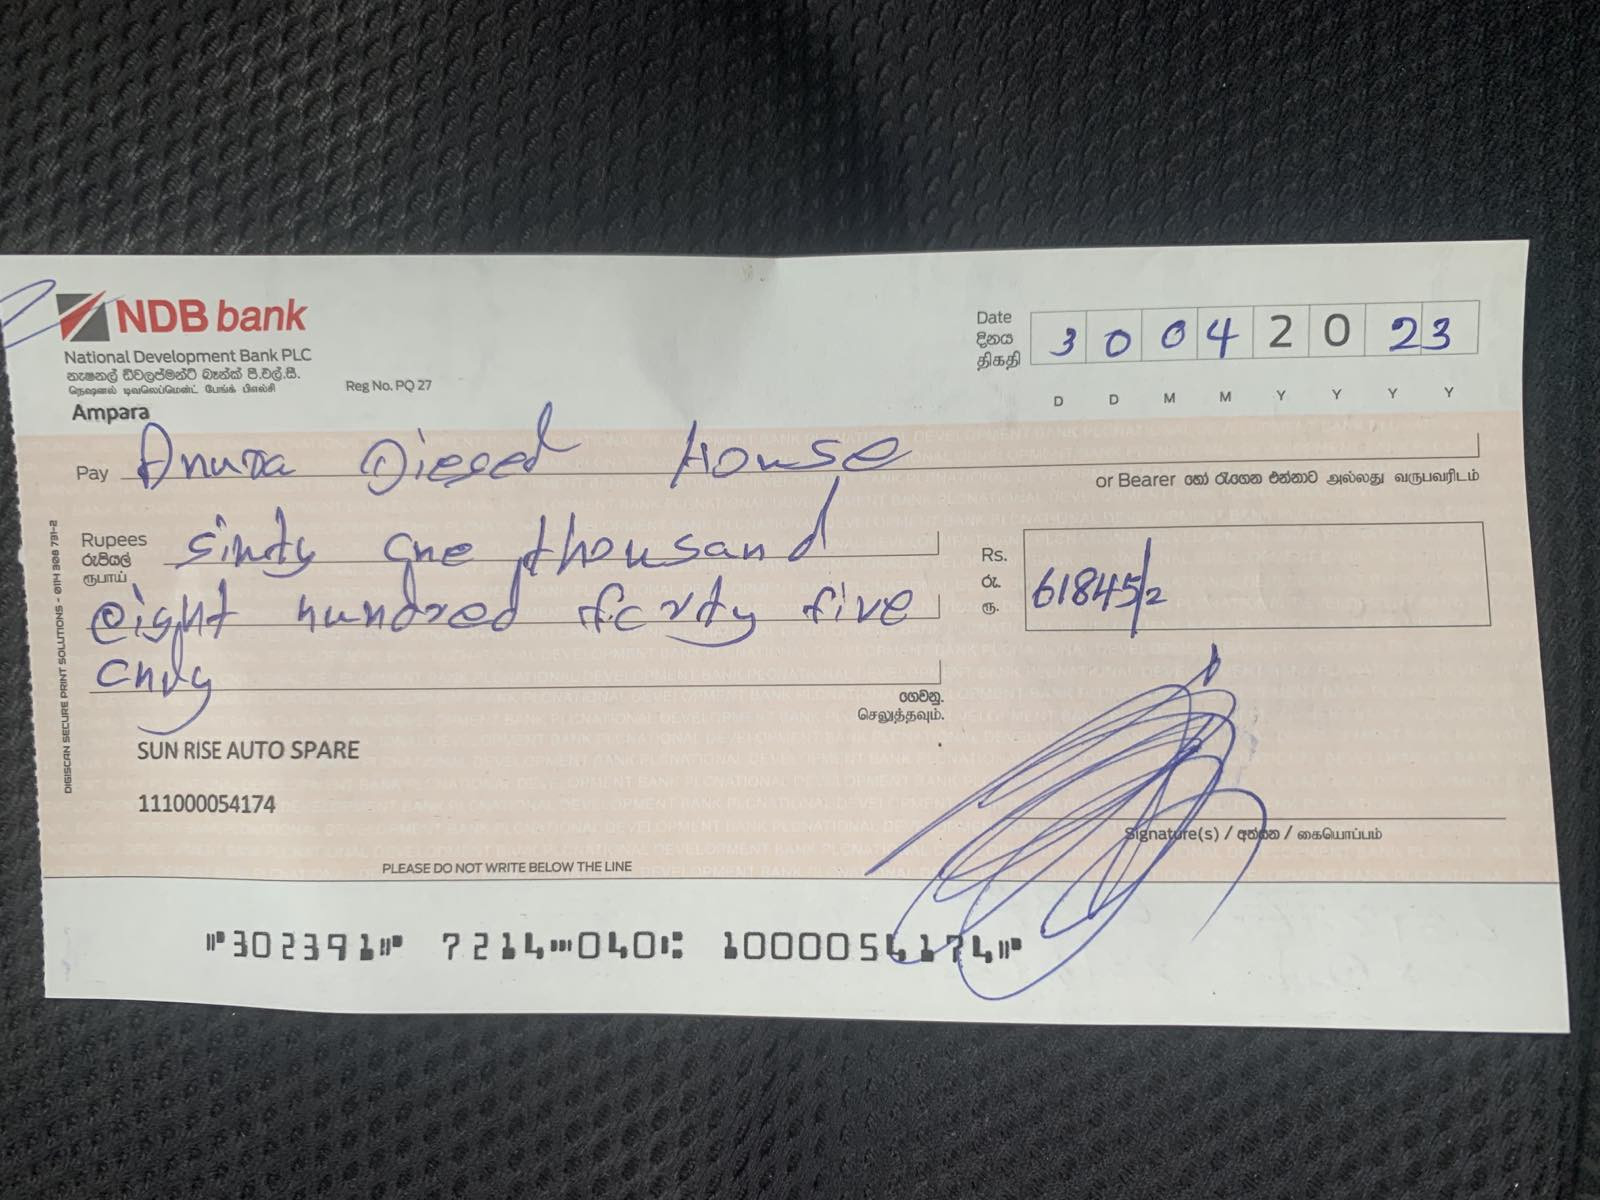 NDB bank
National Development Bank PLC
නැෂනල් ඩිවලප්මන්ට් බෑන්ක් පී.එල්.සී.
நெஷனல் டிவலெப்மென்ட் பேங்க் பிஎல்சி
Reg No. PQ 27
Ampara
Date
දිනය
திகதி
3 0 0 4 2 0 2 3
D D M M Y Y Y Y
Pay Anura Diesel House
or Bearer හෝ රැගෙන එන්නාට அல்லது வருபவரிடம்
Rupees
රුපියල්
ரூபாய்
sixty one thousand
eight hundred forty five
only
Rs.
රු.
ரூ.
61845/2
ගෙවනු.
செலுத்தவும்.
SUN RISE AUTO SPARE
111000054174
Signature(s) / අත්සන / கையொப்பம்
PLEASE DO NOT WRITE BELOW THE LINE
DIGISCAN SECURE PRINT SOLUTIONS - 0114 308 791-2
⑈302391⑈ 7214⑉040⑆ 1000054174⑈